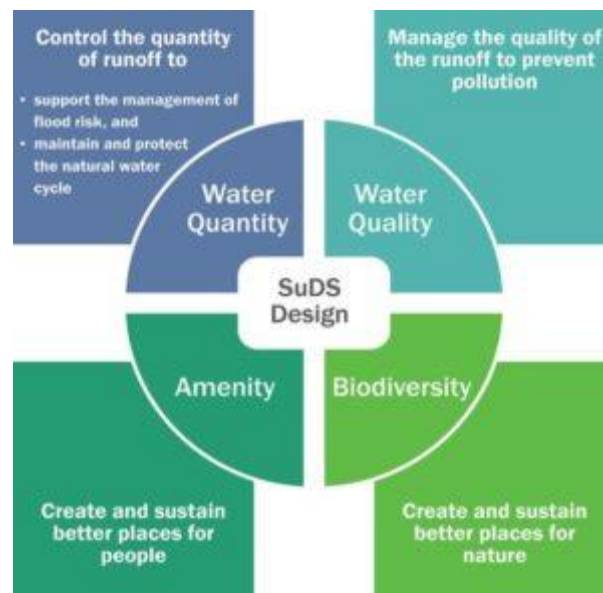 Control the quantity
of runoff to
• support the management of
flood risk, and
• maintain and protect
the natural water
cycle
Manage the quality of
the runoff to prevent
pollution
Water
Quantity
Water
Quality
SuDS
Design
Amenity
Biodiversity
Create and sustain
better places for
people
Create and sustain
better places for
nature